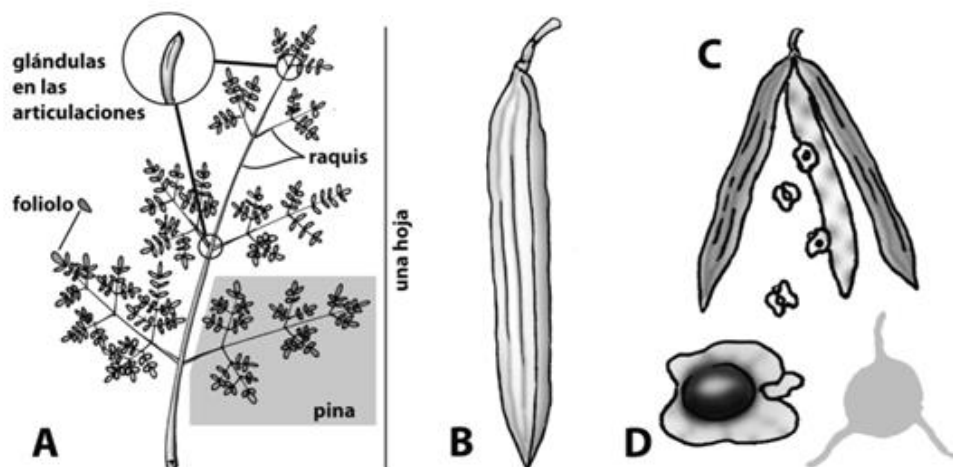 glándulas
en las
articulaciones
raquis
foliolo
una hoja
pina
A
B
C
D